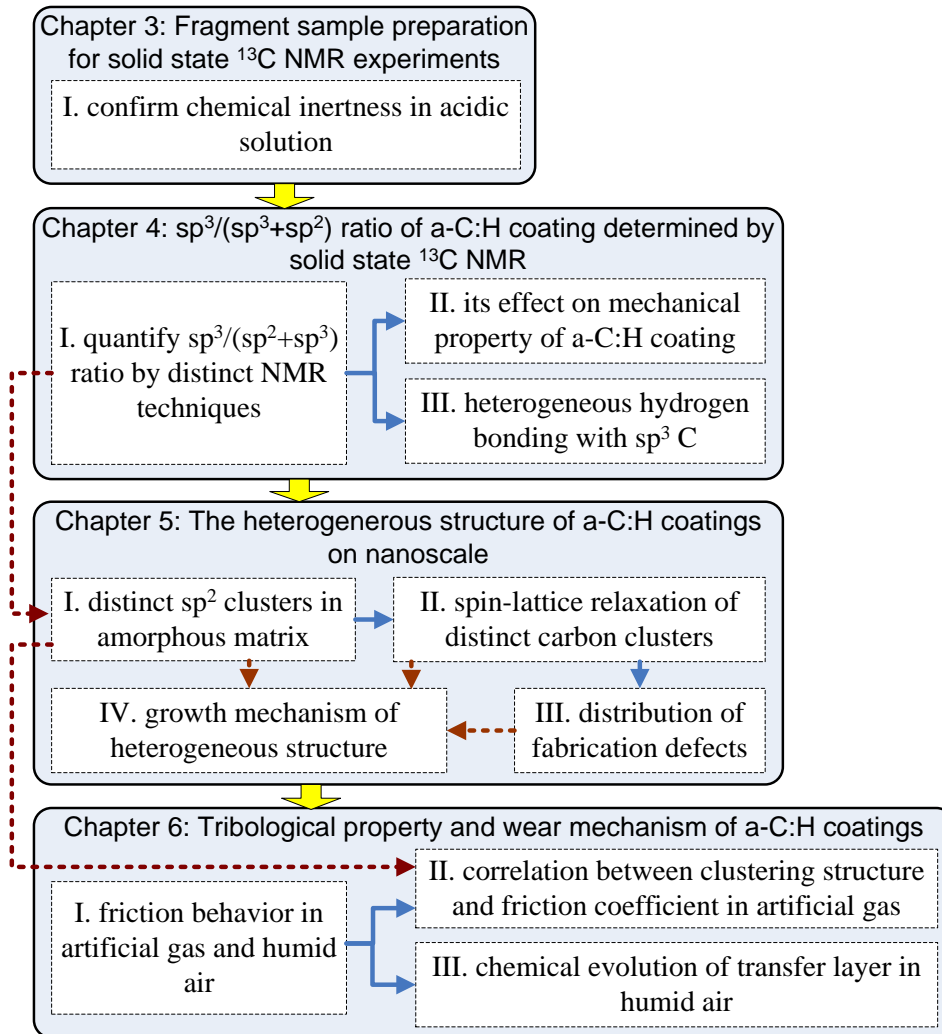 Chapter 3: Fragment sample preparation
for solid state ¹³C NMR experiments
I. confirm chemical inertness in acidic
solution
Chapter 4: sp³/(sp³+sp²) ratio of a-C:H coating determined by
solid state ¹³C NMR
I. quantify sp³/(sp²+sp³)
ratio by distinct NMR
techniques
II. its effect on mechanical
property of a-C:H coating
III. heterogeneous hydrogen
bonding with sp³ C
Chapter 5: The heterogenerous structure of a-C:H coatings
on nanoscale
I. distinct sp² clusters in
amorphous matrix
II. spin-lattice relaxation of
distinct carbon clusters
IV. growth mechanism of
heterogeneous structure
III. distribution of
fabrication defects
Chapter 6: Tribological property and wear mechanism of a-C:H coatings
I. friction behavior in
artificial gas and humid
air
II. correlation between clustering structure
and friction coefficient in artificial gas
III. chemical evolution of transfer layer in
humid air